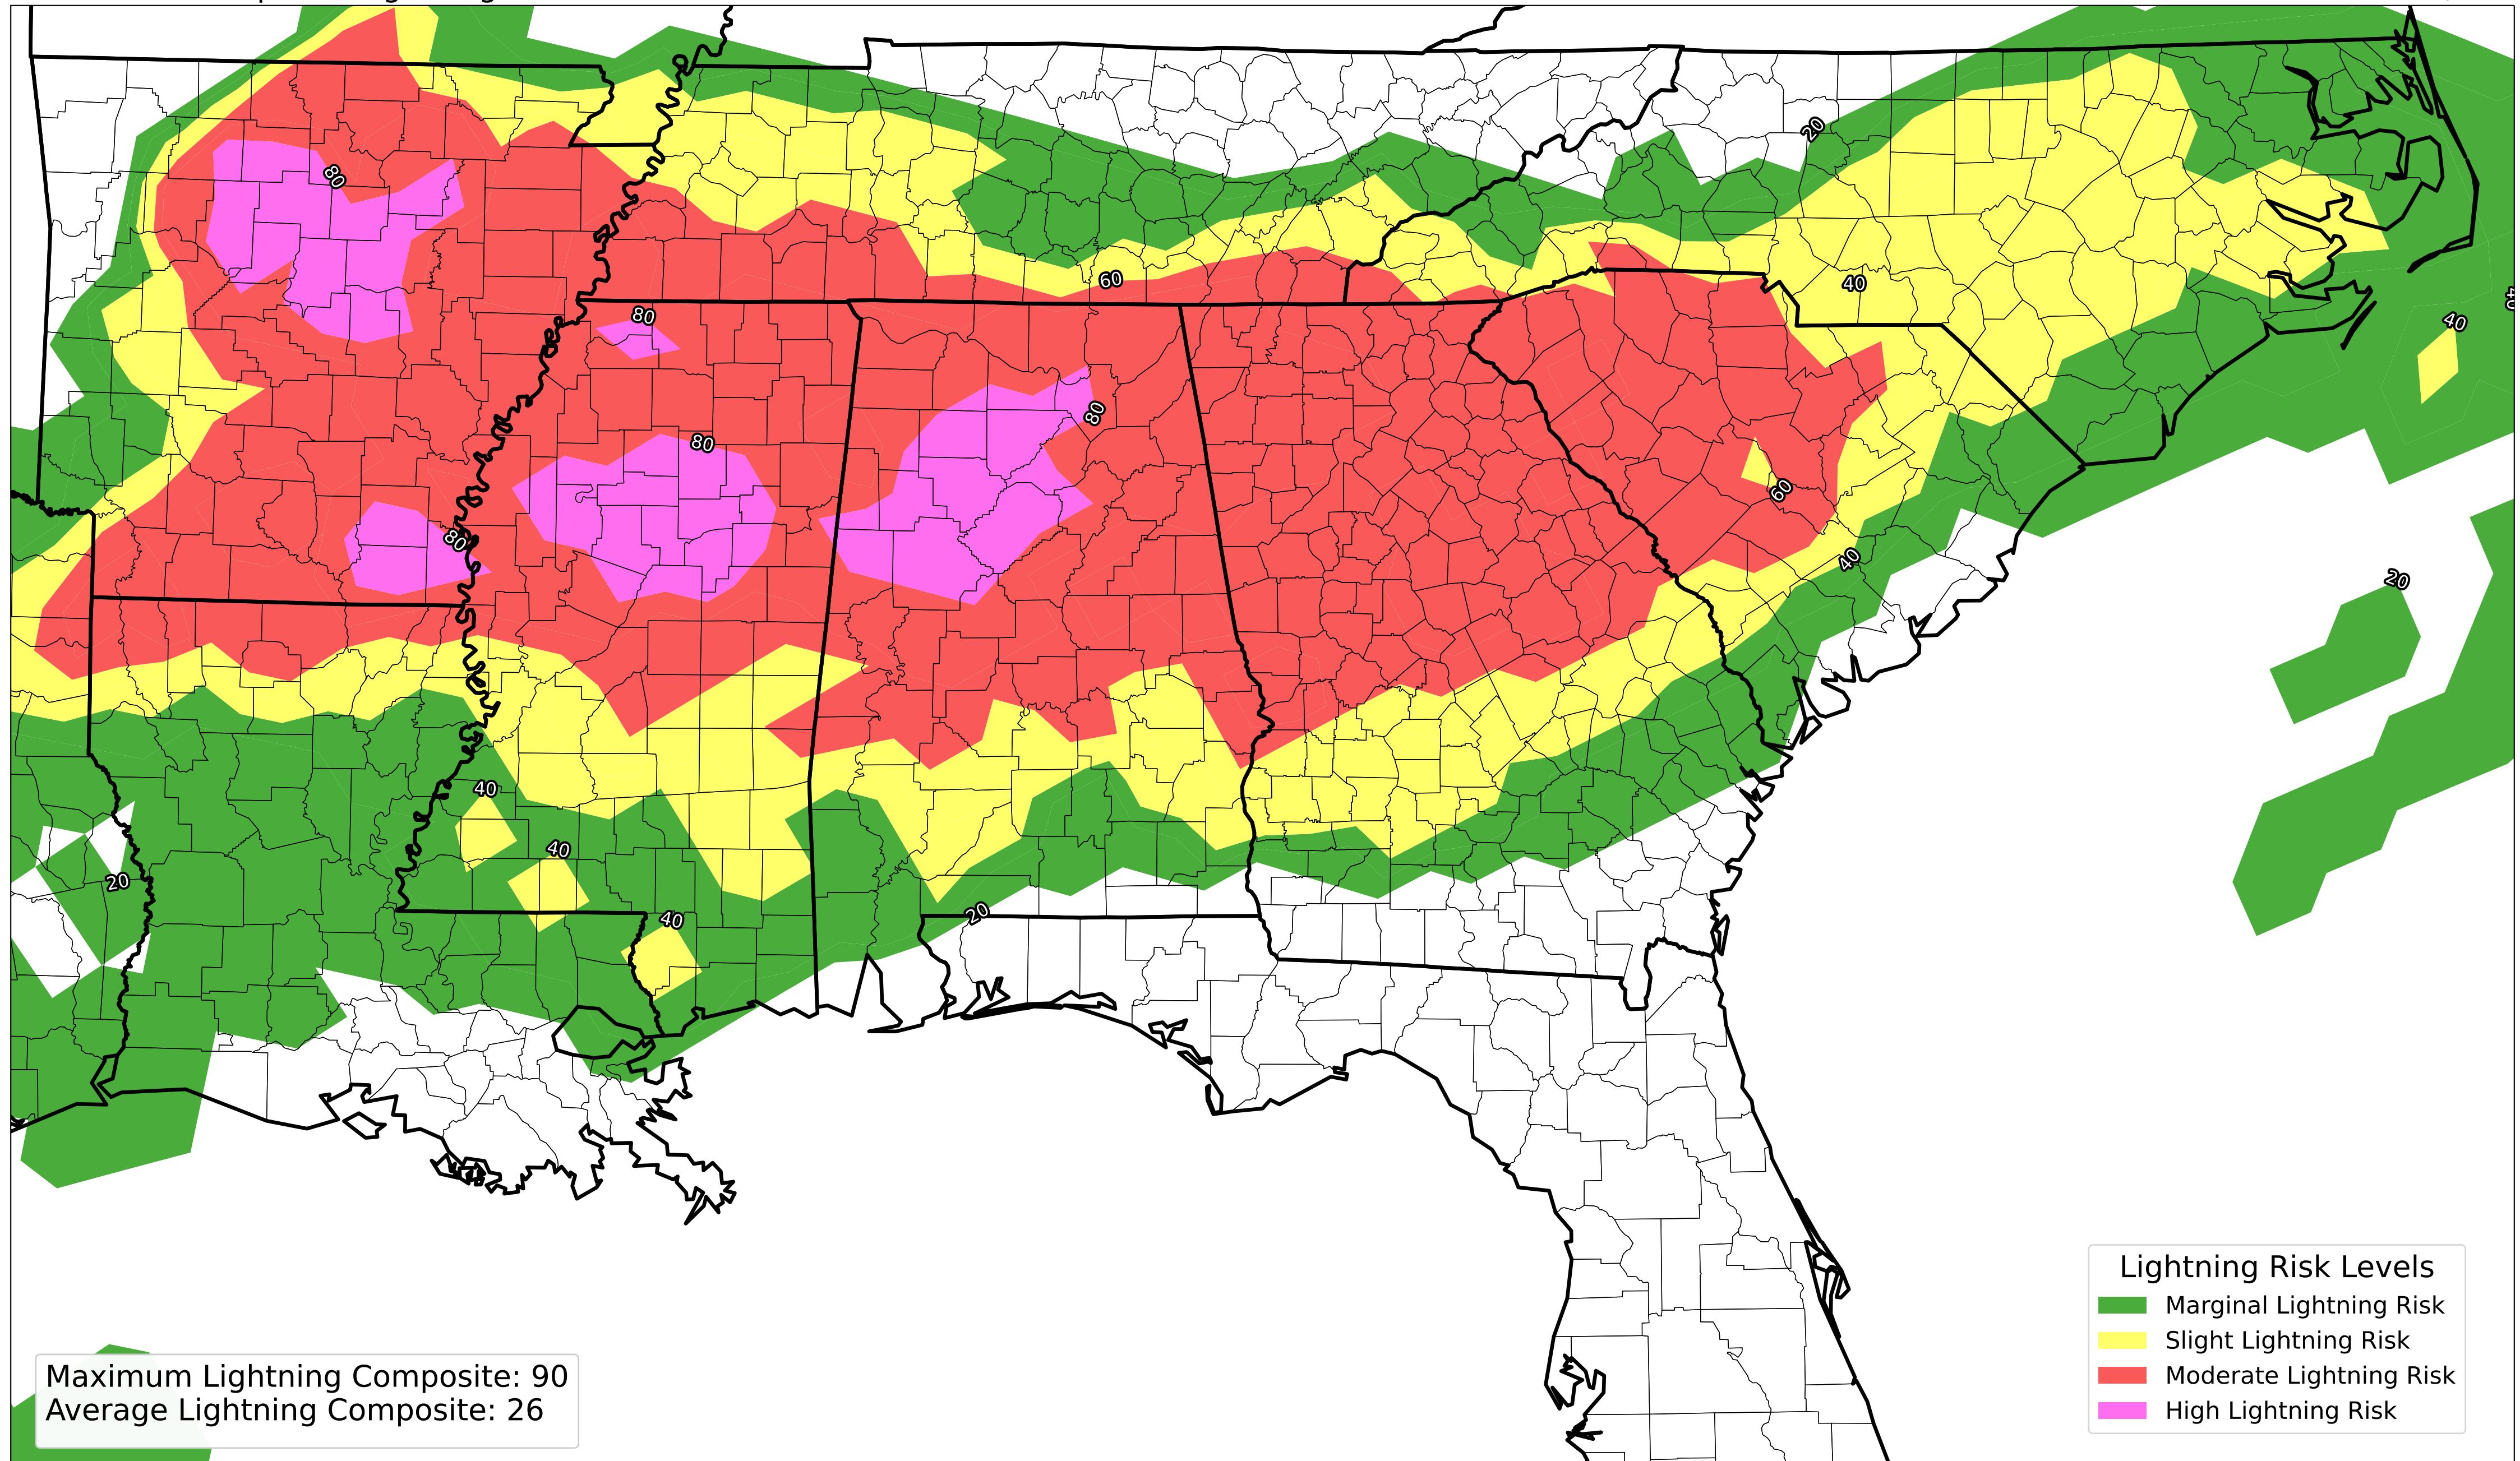 20
40
80
60
40
80
40
80
80
60
80
40
20
40
40
20
40
20
Lightning Risk Levels
Marginal Lightning Risk
Slight Lightning Risk
Moderate Lightning Risk
High Lightning Risk
Maximum Lightning Composite: 90
Average Lightning Composite: 26